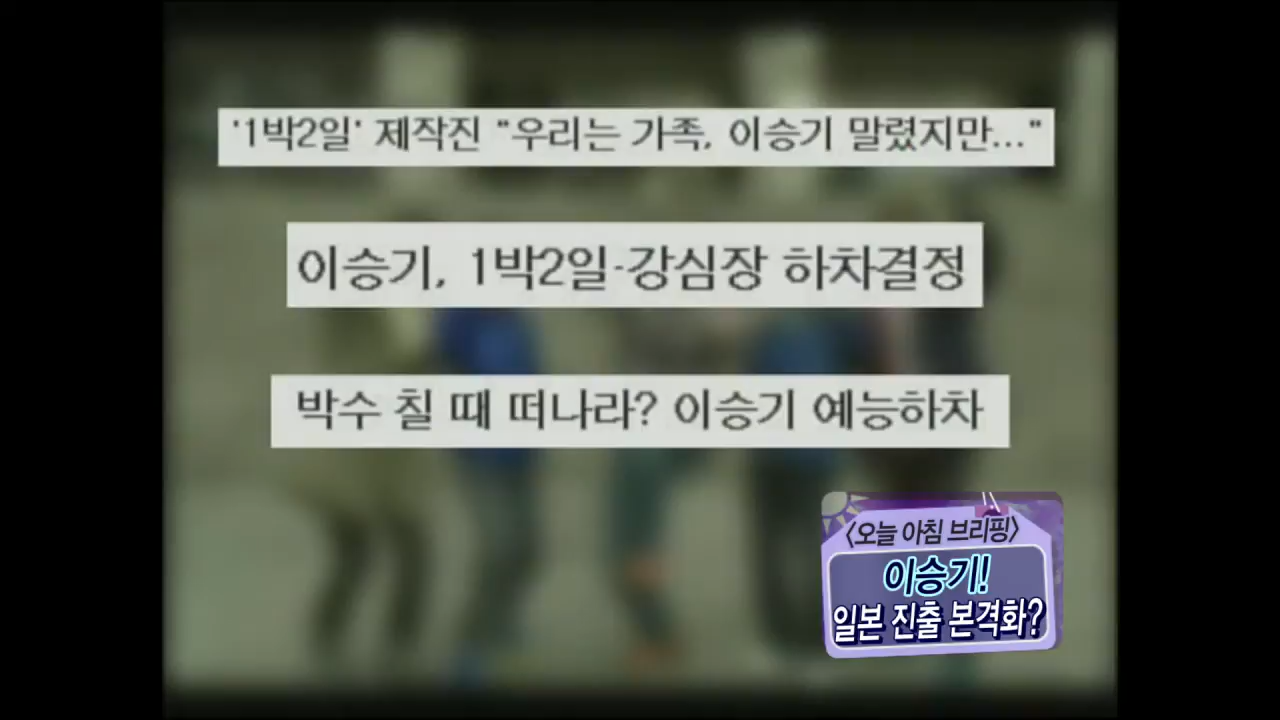 '1박2일' 제작진 "우리는 가족, 이승기 말렸지만..."
이승기, 1박2일·강심장 하차결정
박수 칠 때 떠나라? 이승기 예능하차
<오늘 아침 브리핑>
이승기!
일본 진출 본격화?